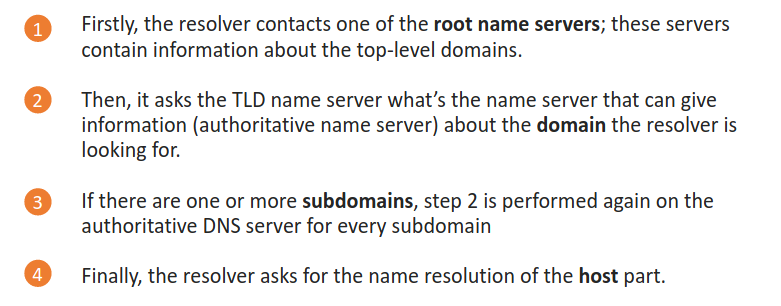 1 Firstly, the resolver contacts one of the root name servers; these servers
contain information about the top-level domains.
2 Then, it asks the TLD name server what’s the name server that can give
information (authoritative name server) about the domain the resolver is
looking for.
3 If there are one or more subdomains, step 2 is performed again on the
authoritative DNS server for every subdomain
4 Finally, the resolver asks for the name resolution of the host part.